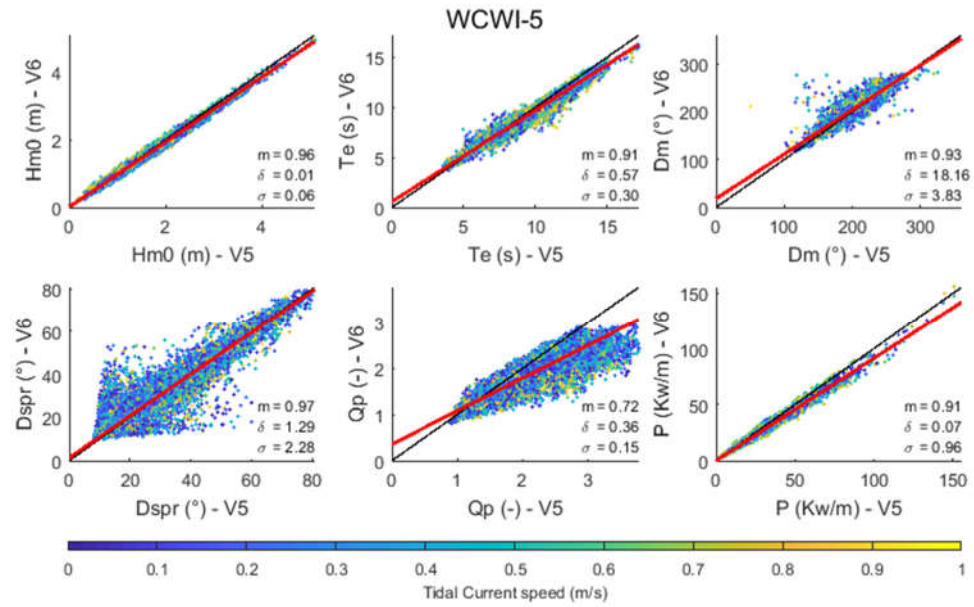 WCWI-5
Hm0 (m) - V6
4
2
0
0 2 4
m = 0.96
δ = 0.01
σ = 0.06
Hm0 (m) - V5
Te (s) - V6
15
10
5
0
0 5 10 15
m = 0.91
δ = 0.57
σ = 0.30
Te (s) - V5
Dm (°) - V6
300
200
100
0
0 100 200 300
m = 0.93
δ = 18.16
σ = 3.83
Dm (°) - V5
Dspr (°) - V6
80
60
40
20
0
0 20 40 60 80
m = 0.97
δ = 1.29
σ = 2.28
Dspr (°) - V5
Qp (-) - V6
3
2
1
0
0 1 2 3
m = 0.72
δ = 0.36
σ = 0.15
Qp (-) - V5
P (Kw/m) - V6
150
100
50
0
0 50 100 150
m = 0.91
δ = 0.07
σ = 0.96
P (Kw/m) - V5
0 0.1 0.2 0.3 0.4 0.5 0.6 0.7 0.8 0.9 1
Tidal Current speed (m/s)